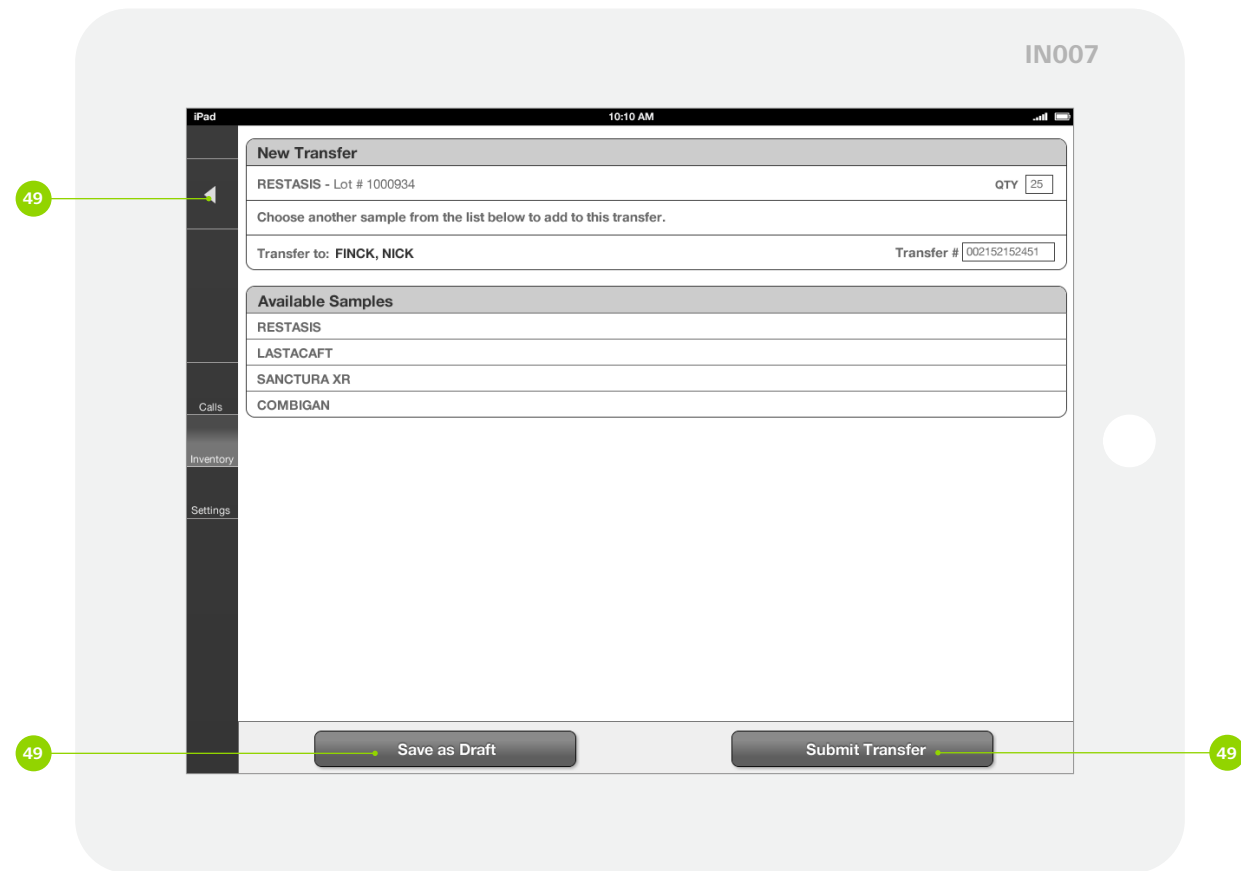 IN007
iPad 10:10 AM
New Transfer
RESTASIS - Lot # 1000934 QTY 25
49
Choose another sample from the list below to add to this transfer.
Transfer to: FINCK, NICK Transfer # 002152152451
Available Samples
RESTASIS
LASTACAFT
SANCTURA XR
COMBIGAN
Calls
Inventory
Settings
49 Save as Draft Submit Transfer 49